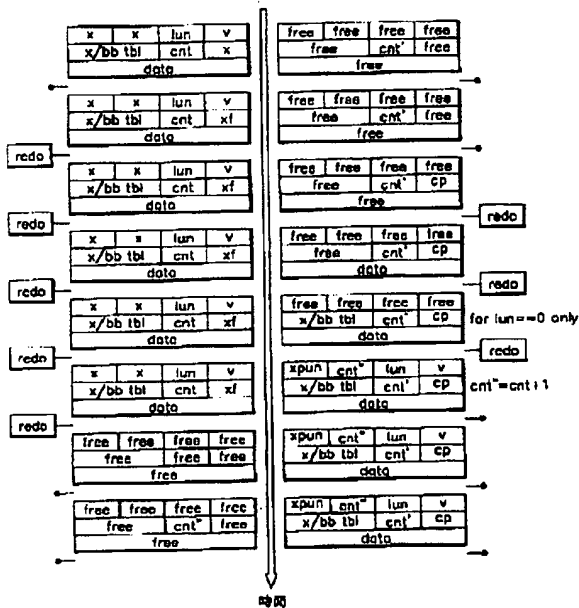 x x lun v
x/bb tbl cnt x
data
x x lun v
x/bb tbl cnt xf
data
redo
x x lun v
x/bb tbl cnt xf
data
redo
x x lun v
x/bb tbl cnt xf
data
redo
x x lun v
x/bb tbl cnt xf
data
redo
x x lun v
x/bb tbl cnt xf
data
redo
free free free free
free free free
free
free free free free
free cnt" free
free
free free free free
free cnt' free
free
free free free free
free cnt' free
free
free free free free
free cnt' cp
free
redo
free free free free
free cnt' cp
data
redo
free free free free
x/bb tbl cnt' cp for lun==0 only
data
redo
xpun cnt" lun v
x/bb tbl cnt' cp cnt"=cnt+1
data
xpun cnt" lun v
x/bb tbl cnt' cp
data
xpun cnt" lun v
x/bb tbl cnt' cp
data
時間